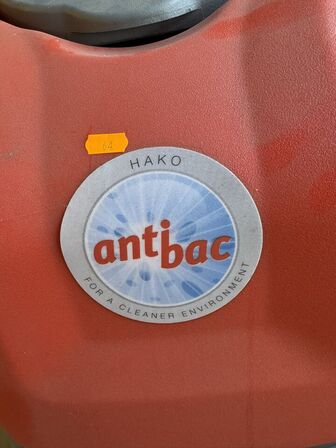 64
HAKO
antibac
FOR A CLEANER ENVIRONMENT